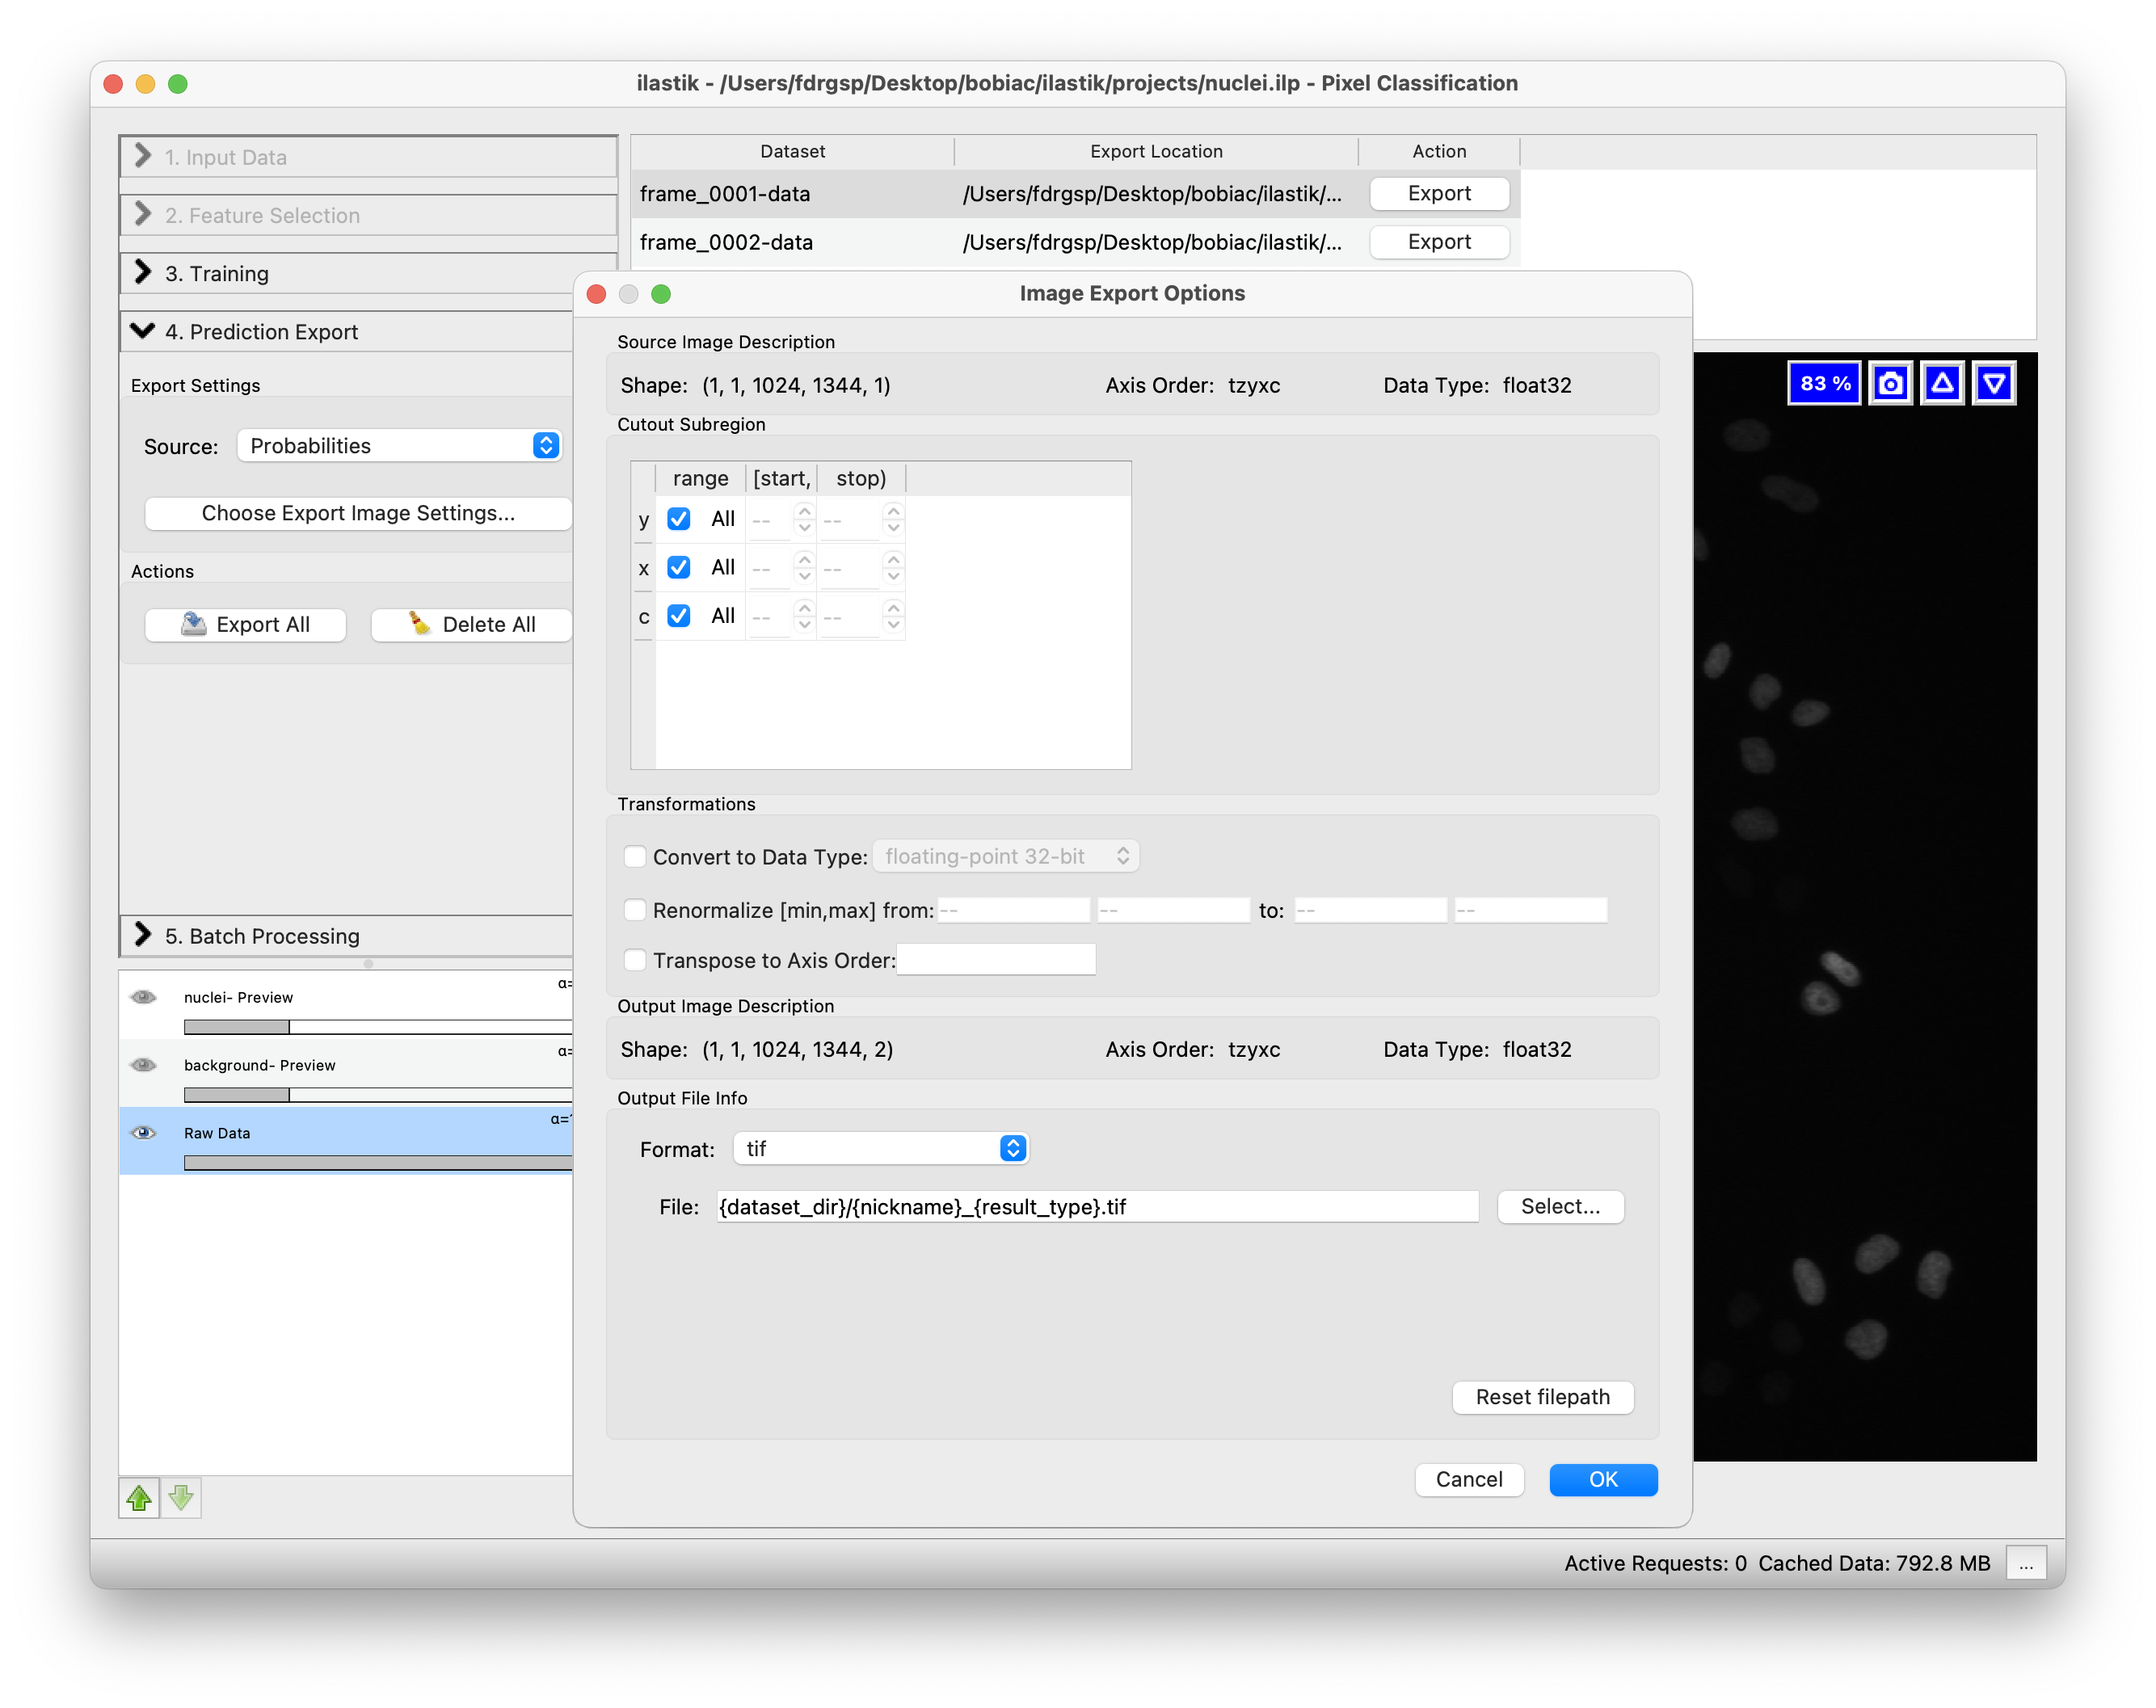 ilastik - /Users/fdrgsp/Desktop/bobiac/ilastik/projects/nuclei.ilp - Pixel Classification
1. Input Data
2. Feature Selection
3. Training
4. Prediction Export
Export Settings
Source: Probabilities
Choose Export Image Settings...
Actions
Export All Delete All
5. Batch Processing
nuclei- Preview α=
background- Preview α=
Raw Data α=
Dataset Export Location Action
frame_0001-data /Users/fdrgsp/Desktop/bobiac/ilastik/... Export
frame_0002-data /Users/fdrgsp/Desktop/bobiac/ilastik/... Export
83 %
Image Export Options
Source Image Description
Shape: (1, 1, 1024, 1344, 1) Axis Order: tzyxc Data Type: float32
Cutout Subregion
range [start, stop)
y All -- --
x All -- --
c All -- --
Transformations
Convert to Data Type: floating-point 32-bit
Renormalize [min,max] from: -- -- to: -- --
Transpose to Axis Order:
Output Image Description
Shape: (1, 1, 1024, 1344, 2) Axis Order: tzyxc Data Type: float32
Output File Info
Format: tif
File: {dataset_dir}/{nickname}_{result_type}.tif Select...
Reset filepath
Cancel OK
Active Requests: 0 Cached Data: 792.8 MB ...